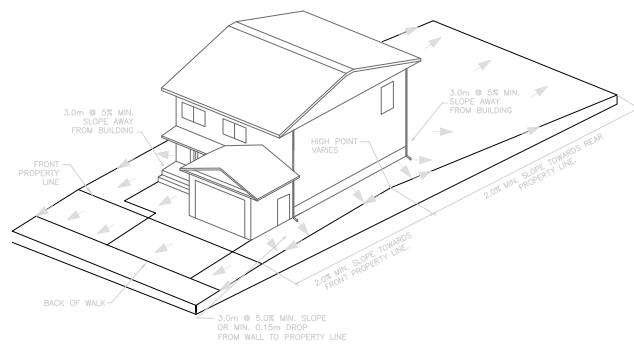 3.0m @ 5% MIN.
SLOPE AWAY
FROM BUILDING
3.0m @ 5% MIN.
SLOPE AWAY
FROM BUILDING
HIGH POINT
VARIES
FRONT
PROPERTY
LINE
2.0% MIN. SLOPE TOWARDS REAR
PROPERTY LINE.
2.0% MIN. SLOPE TOWARDS
FRONT PROPERTY LINE.
BACK OF WALK
3.0m @ 5.0% MIN. SLOPE
OR MIN. 0.15m DROP
FROM WALL TO PROPERTY LINE